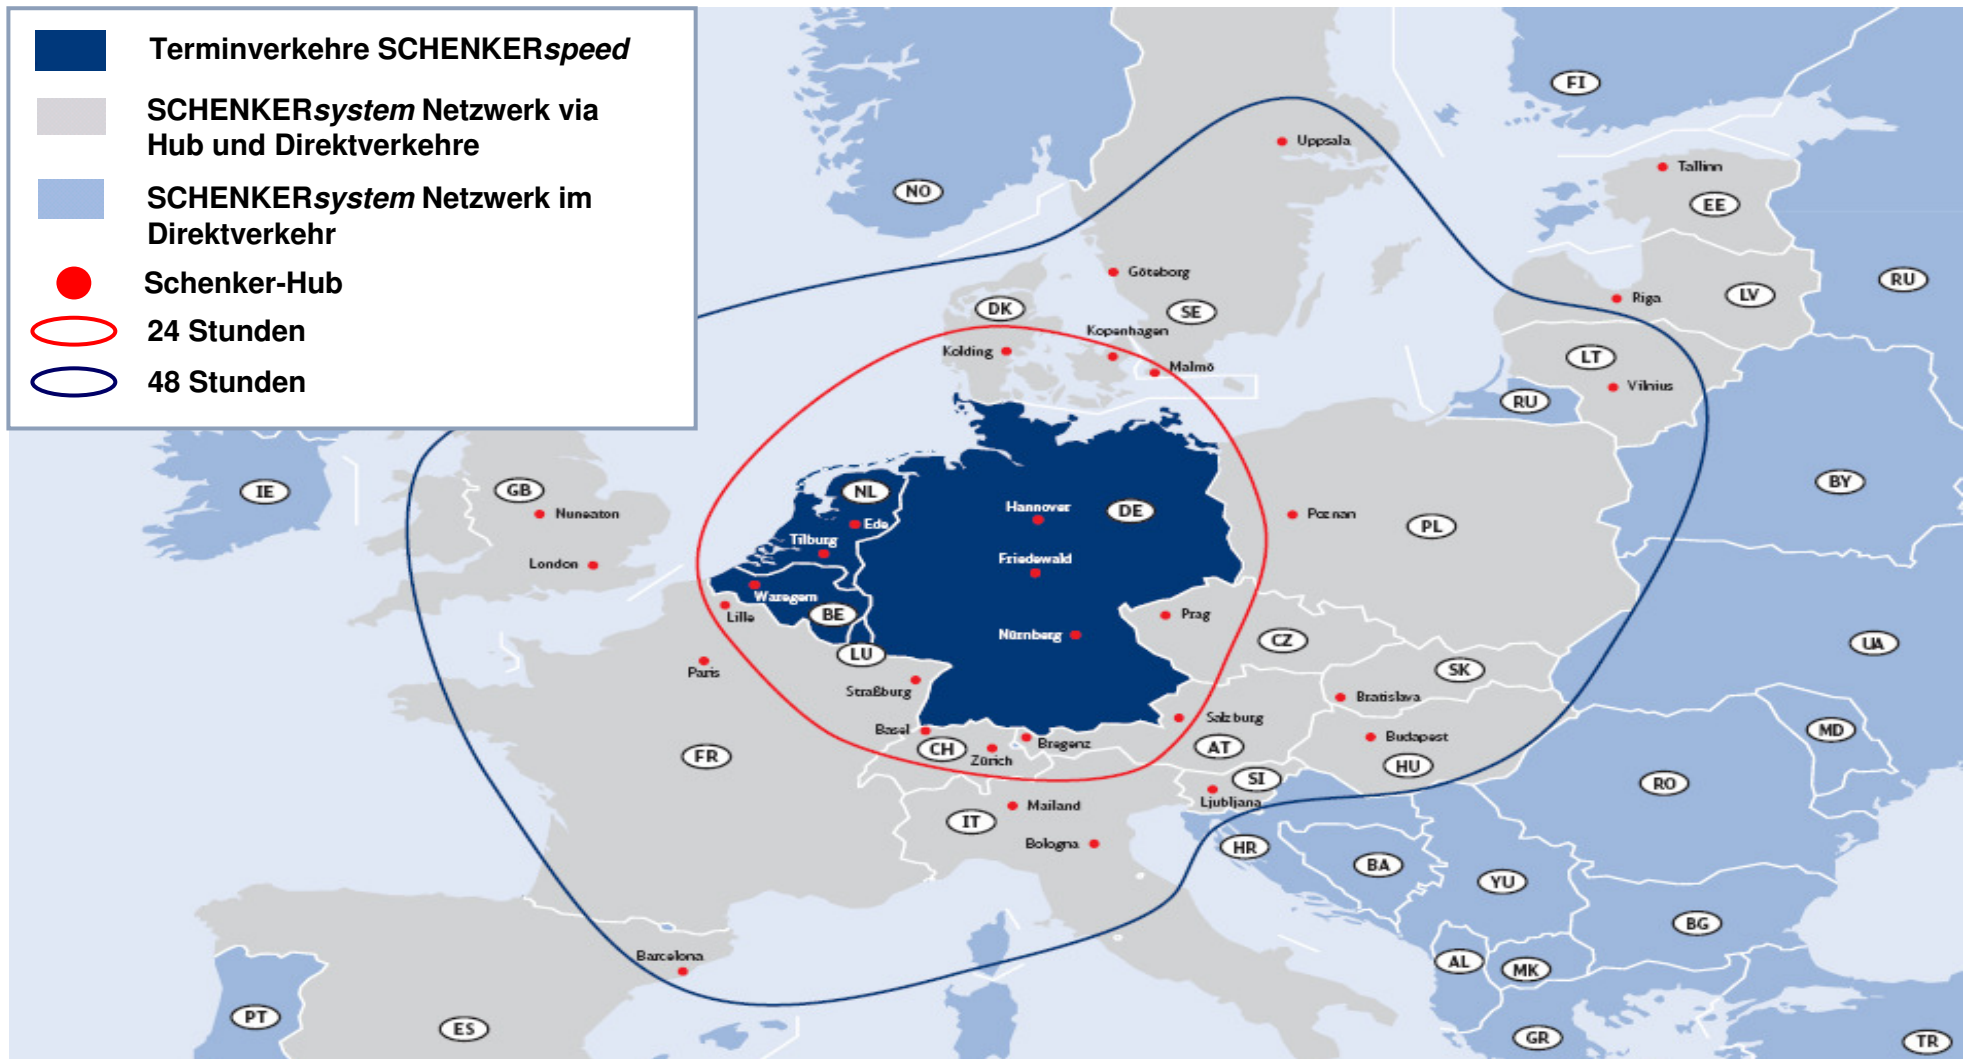 Terminverkehre SCHENKERspeed
SCHENKERsystem Netzwerk via
Hub und Direktverkehre
SCHENKERsystem Netzwerk im
Direktverkehr
Schenker-Hub
24 Stunden
48 Stunden
FI
Uppsala
Tallinn
NO
EE
Göteborg
RU
LV
Riga
DK
SE
Kopenhagen
Kolding
Malmö
LT
Vilnius
RU
IE
GB
NL
BY
Nuneaton
Hannover
DE
Poznan
PL
Ede
Tilburg
London
Friedewald
Waregem
BE
Lille
Prag
Nürnberg
CZ
UA
LU
SK
Paris
Straßburg
Bratislava
Salzburg
Basel
MD
FR
CH
Bregenz
AT
Budapest
Zürich
HU
SI
RO
Ljubljana
Mailand
IT
Bologna
HR
BA
YU
BG
Barcelona
AL
MK
PT
ES
GR
TR